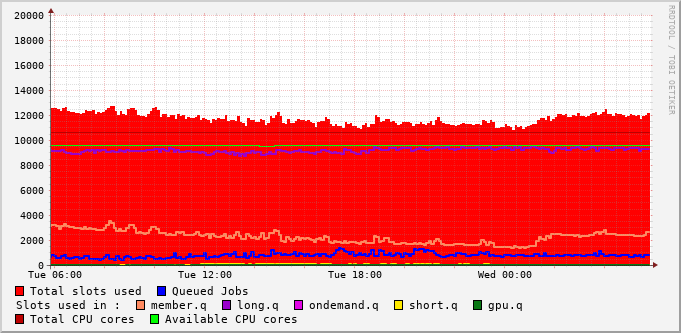 RRDTOOL / TOBI OETIKER
20000
18000
16000
14000
12000
10000
8000
6000
4000
2000
0
Tue 06:00 Tue 12:00 Tue 18:00 Wed 00:00
Total slots used Queued Jobs
Slots used in : member.q long.q ondemand.q short.q gpu.q
Total CPU cores Available CPU cores